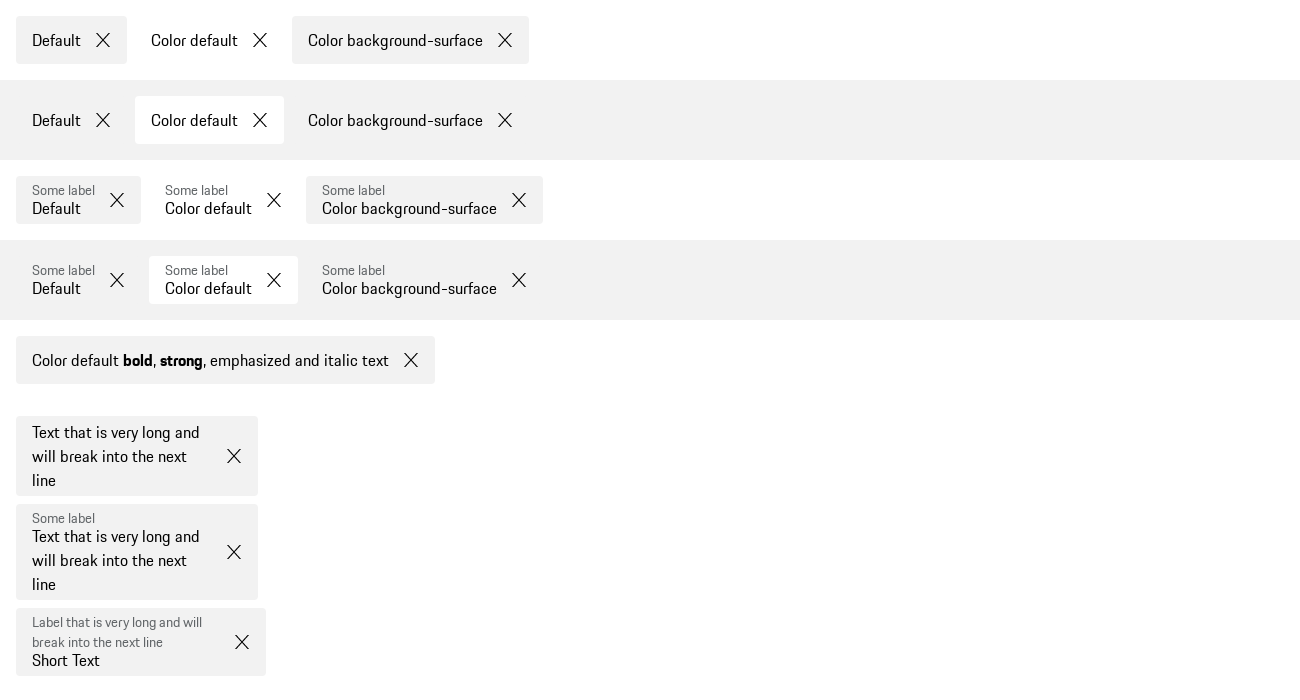 Default Color default Color background-surface
Default Color default Color background-surface
Some label Some label Some label
Default Color default Color background-surface
Some label Some label Some label
Default Color default Color background-surface
Color default bold, strong, emphasized and italic text
Text that is very long and
will break into the next
line
Some label
Text that is very long and
will break into the next
line
Label that is very long and will
break into the next line
Short Text